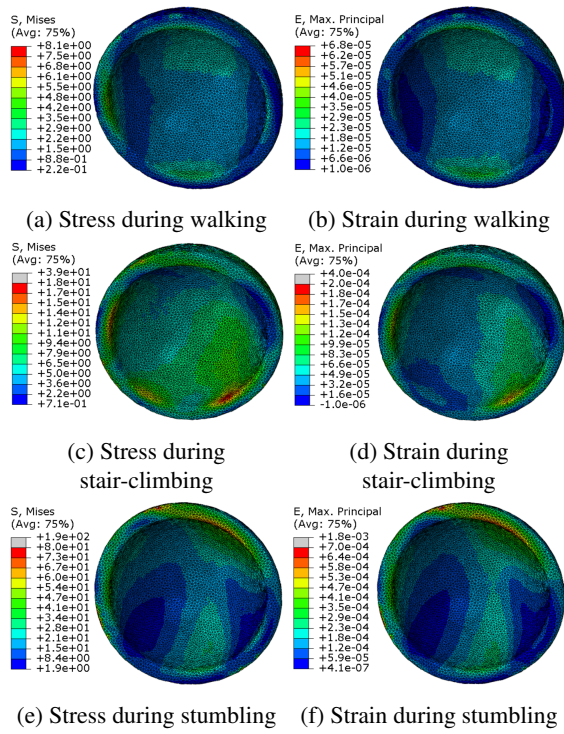 S, Mises
(Avg: 75%)
+8.1e+00
+7.5e+00
+6.8e+00
+6.1e+00
+5.5e+00
+4.8e+00
+4.2e+00
+3.5e+00
+2.9e+00
+2.2e+00
+1.5e+00
+8.8e-01
+2.2e-01
E, Max. Principal
(Avg: 75%)
+6.8e-05
+6.2e-05
+5.7e-05
+5.1e-05
+4.6e-05
+4.0e-05
+3.5e-05
+2.9e-05
+2.3e-05
+1.8e-05
+1.2e-05
+6.6e-06
+1.0e-06
(a) Stress during walking
(b) Strain during walking
S, Mises
(Avg: 75%)
+3.9e+01
+1.8e+01
+1.7e+01
+1.5e+01
+1.4e+01
+1.2e+01
+1.1e+01
+9.4e+00
+7.9e+00
+6.5e+00
+5.0e+00
+3.6e+00
+2.2e+00
+7.1e-01
E, Max. Principal
(Avg: 75%)
+4.0e-04
+2.0e-04
+1.8e-04
+1.7e-04
+1.5e-04
+1.3e-04
+1.2e-04
+9.9e-05
+8.3e-05
+6.6e-05
+4.9e-05
+3.2e-05
+1.6e-05
-1.0e-06
(c) Stress during
stair-climbing
(d) Strain during
stair-climbing
S, Mises
(Avg: 75%)
+1.9e+02
+8.0e+01
+7.3e+01
+6.7e+01
+6.0e+01
+5.4e+01
+4.7e+01
+4.1e+01
+3.4e+01
+2.8e+01
+2.1e+01
+1.5e+01
+8.4e+00
+1.9e+00
E, Max. Principal
(Avg: 75%)
+1.8e-03
+7.0e-04
+6.4e-04
+5.8e-04
+5.3e-04
+4.7e-04
+4.1e-04
+3.5e-04
+2.9e-04
+2.3e-04
+1.8e-04
+1.2e-04
+5.9e-05
+4.1e-07
(e) Stress during stumbling
(f) Strain during stumbling